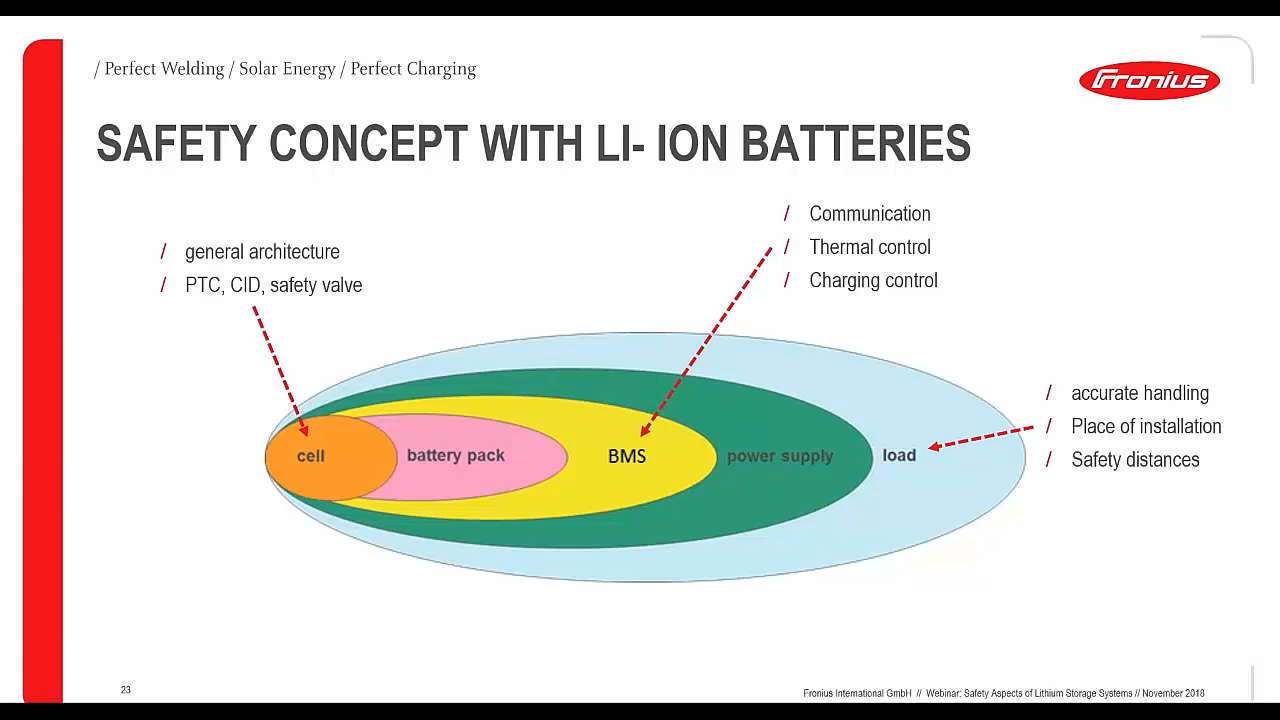 / Perfect Welding / Solar Energy / Perfect Charging
Fronius
SAFETY CONCEPT WITH LI- ION BATTERIES
/ general architecture
/ PTC, CID, safety valve
/ Communication
/ Thermal control
/ Charging control
/ accurate handling
/ Place of installation
/ Safety distances
cell
battery pack
BMS
power supply
load
23
Fronius International GmbH // Webinar: Safety Aspects of Lithium Storage Systems // November 2018